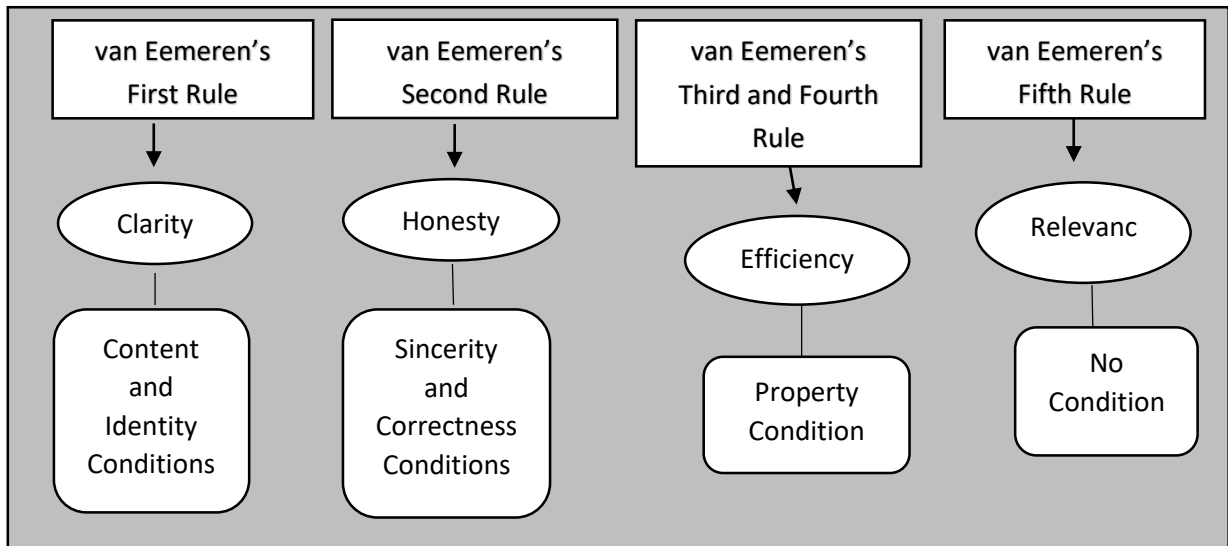 van Eemeren’s
First Rule
Clarity
Content
and
Identity
Conditions
van Eemeren’s
Second Rule
Honesty
Sincerity
and
Correctness
Conditions
van Eemeren’s
Third and Fourth
Rule
Efficiency
Property
Condition
van Eemeren’s
Fifth Rule
Relevanc
No
Condition